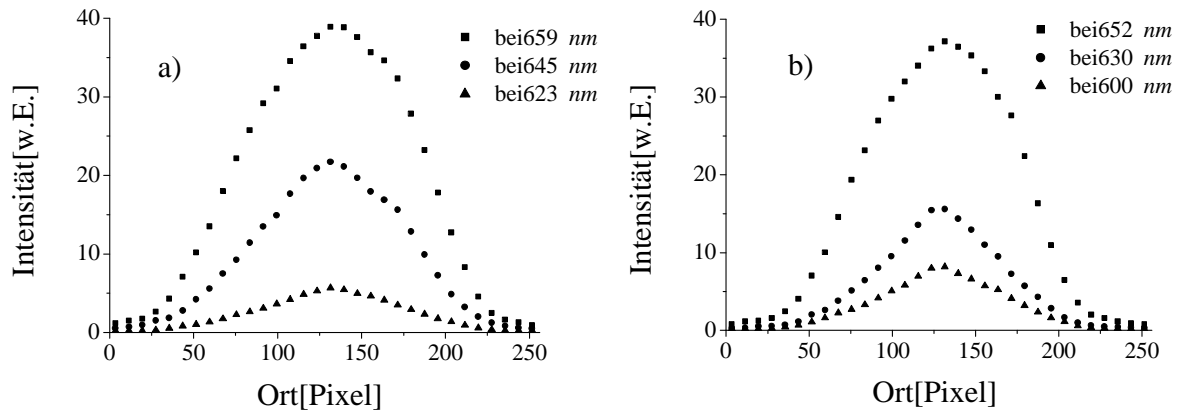 a)
bei659 nm
bei645 nm
bei623 nm
Intensität[w.E.]
40
30
20
10
0
0 50 100 150 200 250
Ort[Pixel]
b)
bei652 nm
bei630 nm
bei600 nm
Intensität[w.E.]
40
30
20
10
0
0 50 100 150 200 250
Ort[Pixel]